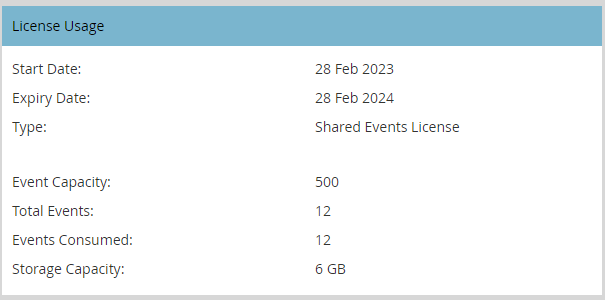 License Usage
Start Date: 28 Feb 2023
Expiry Date: 28 Feb 2024
Type: Shared Events License
Event Capacity: 500
Total Events: 12
Events Consumed: 12
Storage Capacity: 6 GB